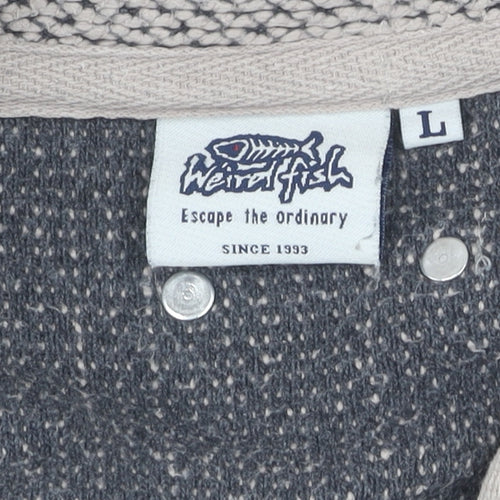 Weird fish
L
Escape the ordinary
SINCE 1993